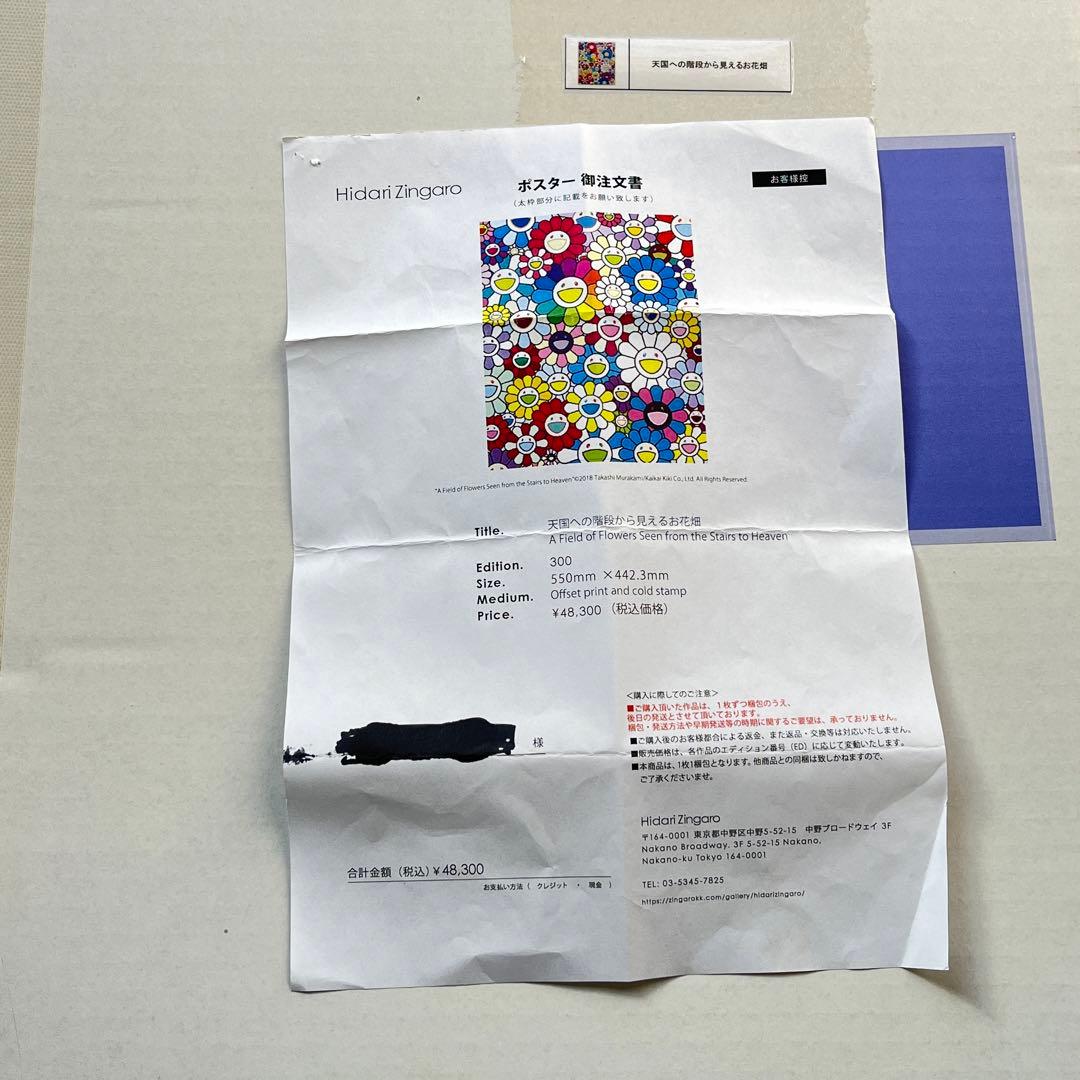 天国への階段から見えるお花畑
Hidari Zingaro
ポスター 御注文書
(太枠部分に記載をお願い致します)
お客様控
"A Field of Flowers Seen from the Stairs to Heaven"©2018 Takashi Murakami/Kaikai Kiki Co., Ltd. All Rights Reserved.
Title. 天国への階段から見えるお花畑
A Field of Flowers Seen from the Stairs to Heaven
Edition. 300
Size. 550mm ×442.3mm
Medium. Offset print and cold stamp
Price. ¥48,300 (税込価格)
様
合計金額 (税込) ¥48,300
お支払い方法 ( クレジット ・ 現金 )
<購入に際してのご注意>
■ご購入頂いた作品は、１枚ずつ梱包のうえ、
後日の発送とさせて頂いております。
梱包・発送方法や早期発送等の時期に関するご要望は、承っておりません。
■ご購入後のお客様都合による返金、また返品・交換等は対応いたしません。
■販売価格は、各作品のエディション番号（ED）に応じて変動いたします。
■本商品は、1枚1梱包となります。他商品との同梱は致しかねますので、
ご了承くださいませ。
Hidari Zingaro
〒164-0001 東京都中野区中野5-52-15 中野ブロードウェイ 3F
Nakano Broadway. 3F 5-52-15 Nakano,
Nakano-ku Tokyo 164-0001
TEL: 03-5345-7825
https://zingarokk.com/gallery/hidarizingaro/